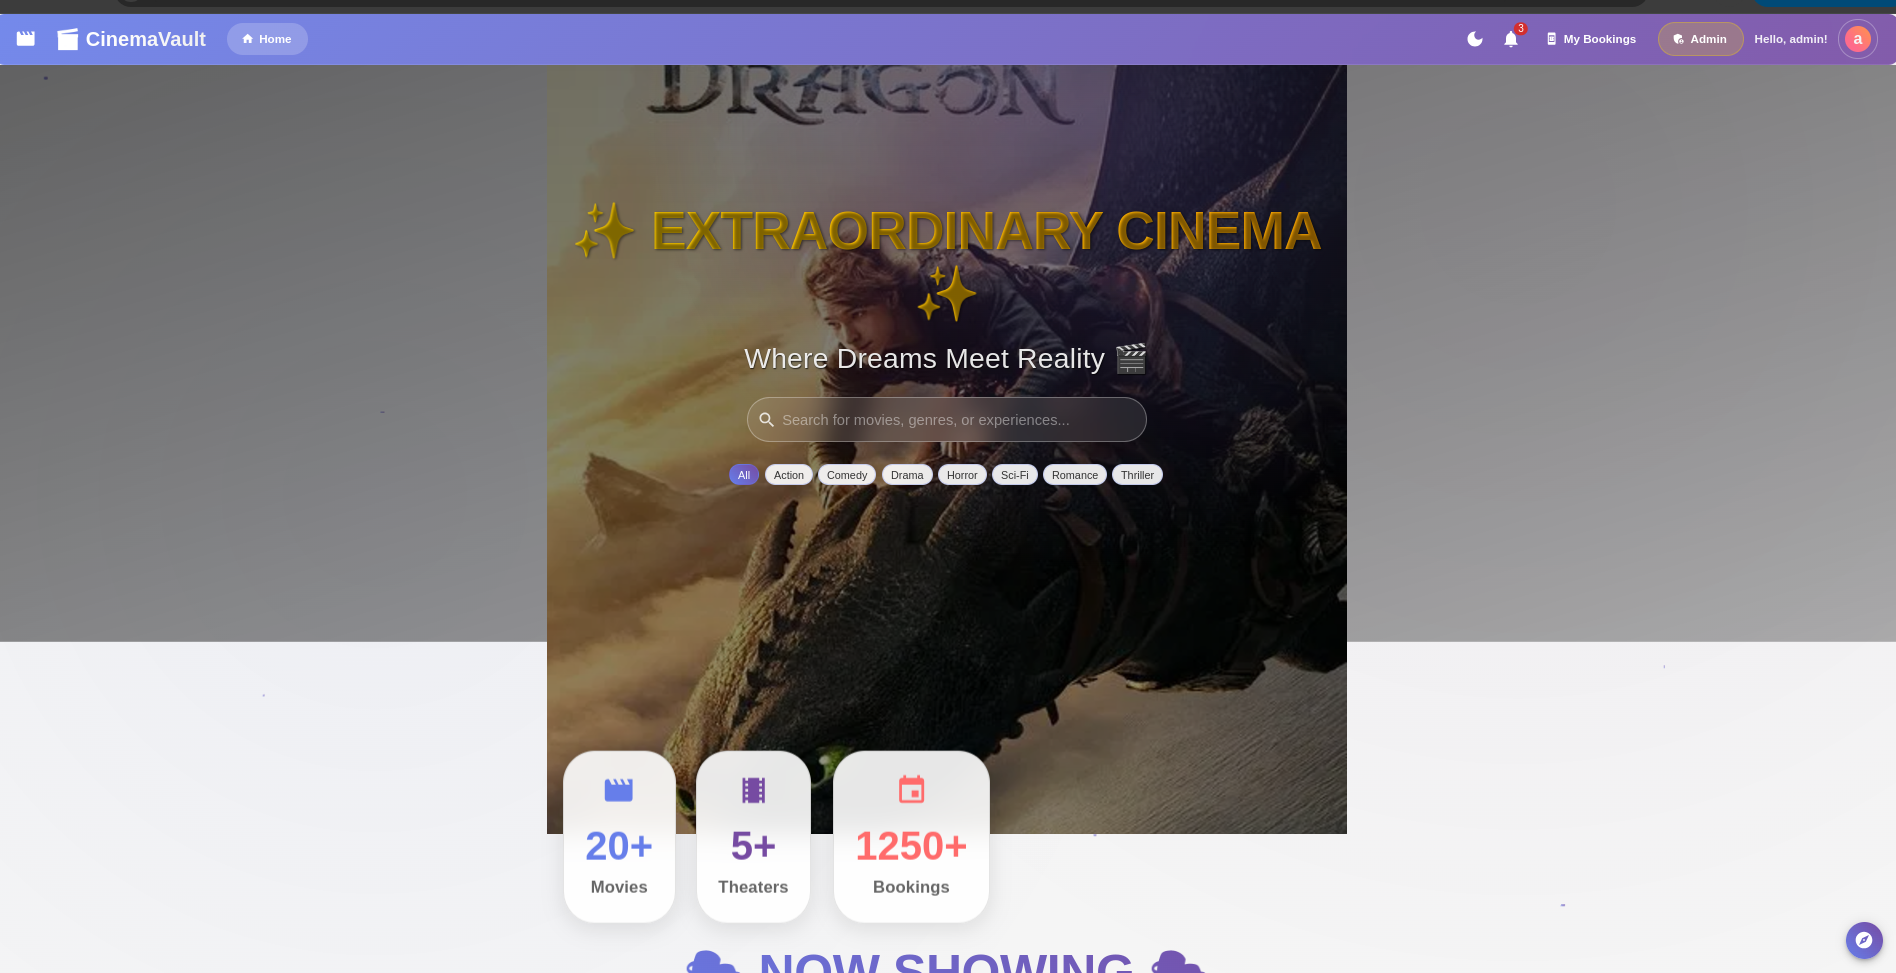 CinemaVault
Home
3
My Bookings
Admin
Hello, admin!
a
DRAGON
✨ EXTRAORDINARY CINEMA
✨
Where Dreams Meet Reality 🎬
Search for movies, genres, or experiences...
All
Action
Comedy
Drama
Horror
Sci-Fi
Romance
Thriller
20+
Movies
5+
Theaters
1250+
Bookings
NOW SHOWING